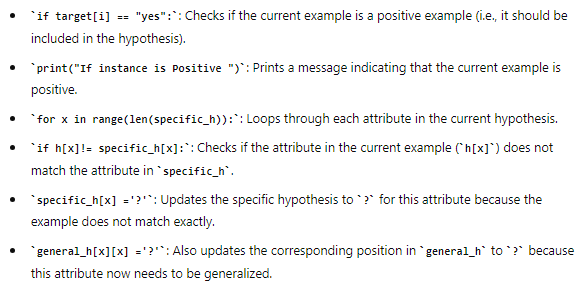 • `if target[i] == "yes":`: Checks if the current example is a positive example (i.e., it should be
included in the hypothesis).
• `print("If instance is Positive ")`: Prints a message indicating that the current example is
positive.
• `for x in range(len(specific_h)):`: Loops through each attribute in the current hypothesis.
• `if h[x]!= specific_h[x]:`: Checks if the attribute in the current example (`h[x]`) does not
match the attribute in `specific_h`.
• `specific_h[x] ='?'`: Updates the specific hypothesis to `?` for this attribute because the
example does not match exactly.
• `general_h[x][x] ='?'`: Also updates the corresponding position in `general_h` to `?` because
this attribute now needs to be generalized.